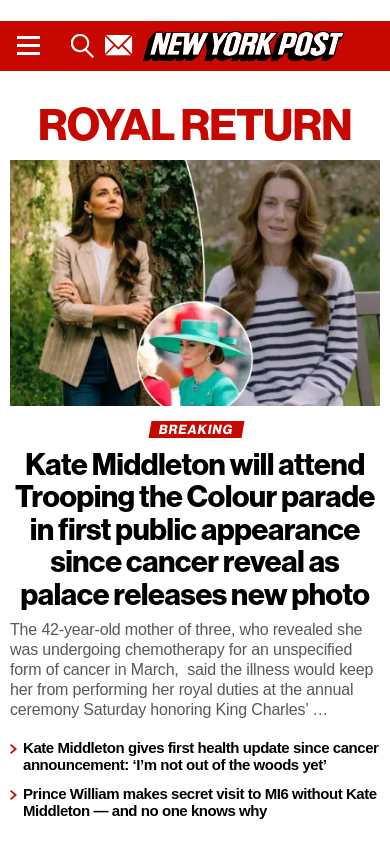 NEW YORK POST
ROYAL RETURN
BREAKING
Kate Middleton will attend
Trooping the Colour parade
in first public appearance
since cancer reveal as
palace releases new photo
The 42-year-old mother of three, who revealed she
was undergoing chemotherapy for an unspecified
form of cancer in March,  said the illness would keep
her from performing her royal duties at the annual
ceremony Saturday honoring King Charles’ …
Kate Middleton gives first health update since cancer
announcement: ‘I’m not out of the woods yet’
Prince William makes secret visit to MI6 without Kate
Middleton — and no one knows why